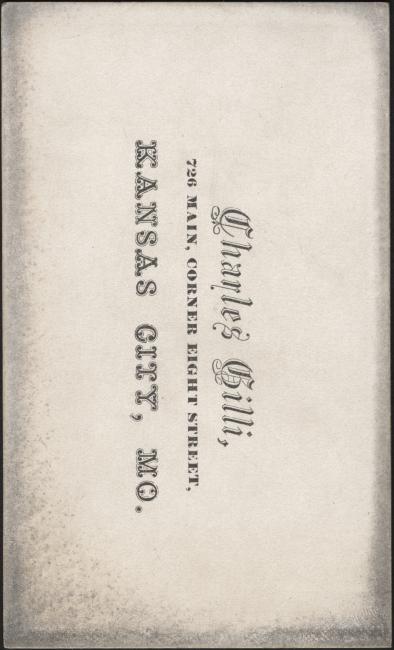 Charles Gilli,
726 MAIN, CORNER EIGHT STREET,
KANSAS CITY, MO.